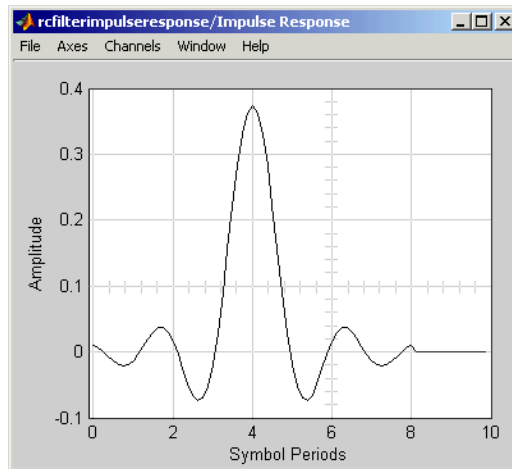 rcfilterimpulseresponse/Impulse Response
File Axes Channels Window Help
0.4
0.3
0.2
0.1
0
-0.1
Amplitude
0 2 4 6 8 10
Symbol Periods